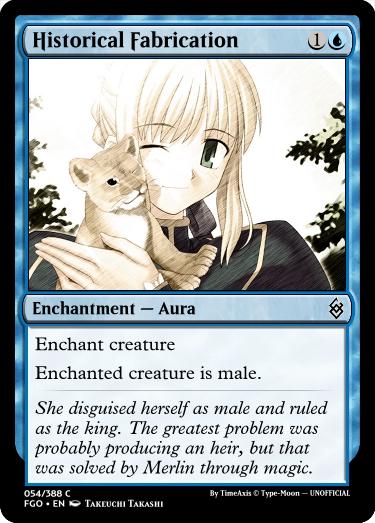 Historical Fabrication 1
Enchantment — Aura
Enchant creature
Enchanted creature is male.
She disguised herself as male and ruled
as the king. The greatest problem was
probably producing an heir, but that
was solved by Merlin through magic.
054/388 C
FGO • EN Takeuchi Takashi
By TimeAxis © Type-Moon — UNOFFICIAL